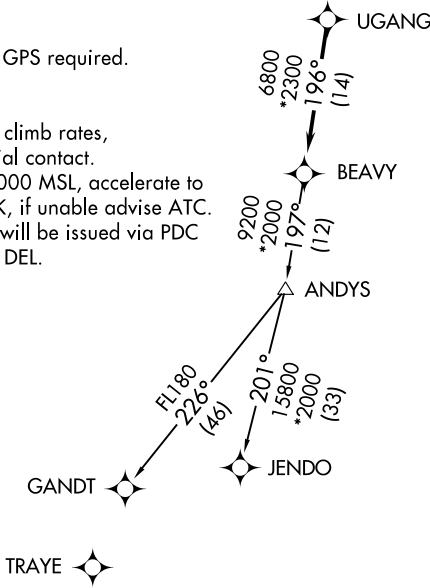 UGANG
GPS required.
6800
*2300
196°
(14)
climb rates,
al contact.
000 MSL, accelerate to
K, if unable advise ATC.
will be issued via PDC
DEL.
BEAVY
9200
*2000
197°
(12)
ANDYS
FL180
226°
(46)
201°
15800
*2000
(33)
GANDT
JENDO
TRAYE